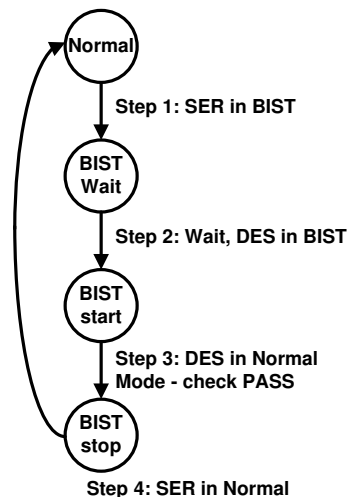 Normal
Step 1: SER in BIST
BIST
Wait
Step 2: Wait, DES in BIST
BIST
start
Step 3: DES in Normal
Mode - check PASS
BIST
stop
Step 4: SER in Normal